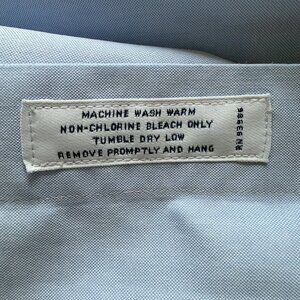 MACHINE WASH WARM
NON-CHLORINE BLEACH ONLY
TUMBLE DRY LOW
REMOVE PROMPTLY AND HANG